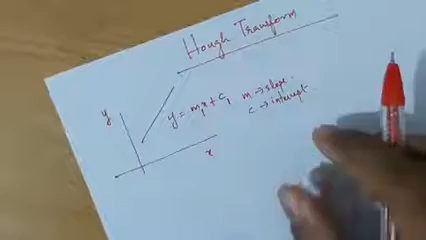 Hough Transform
y
y = mx + c, m → slope.
c → intercept.
x